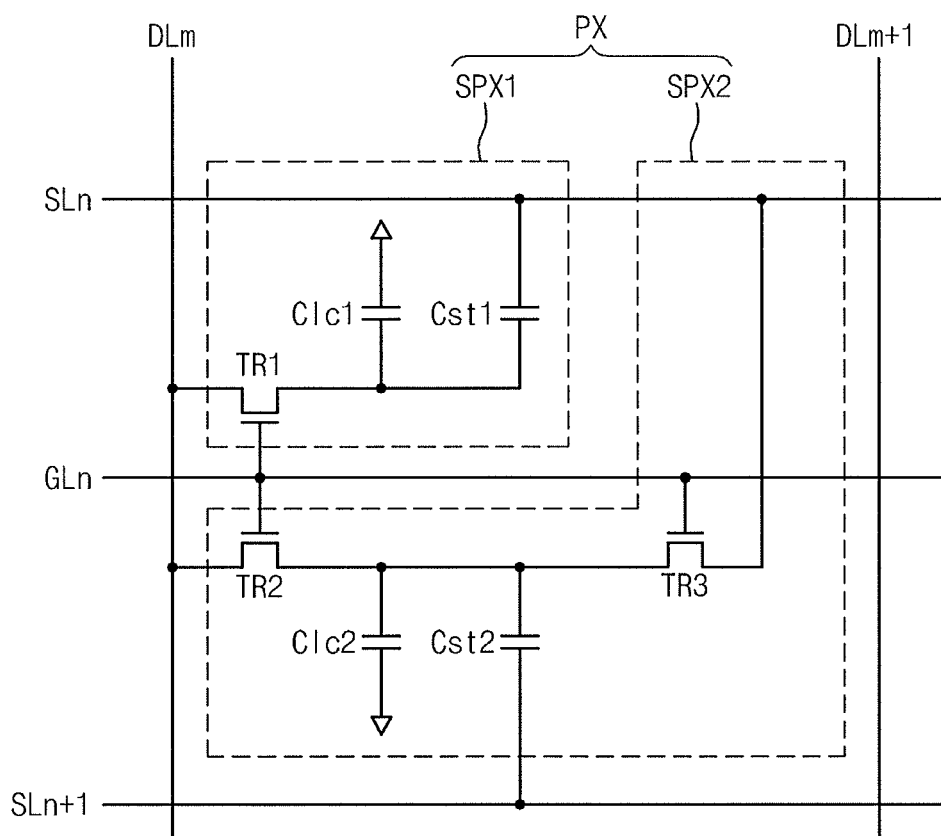 DLm
PX
DLm+1
SPX1
SPX2
SLn
Clc1
Cst1
TR1
GLn
TR2
TR3
Clc2
Cst2
SLn+1